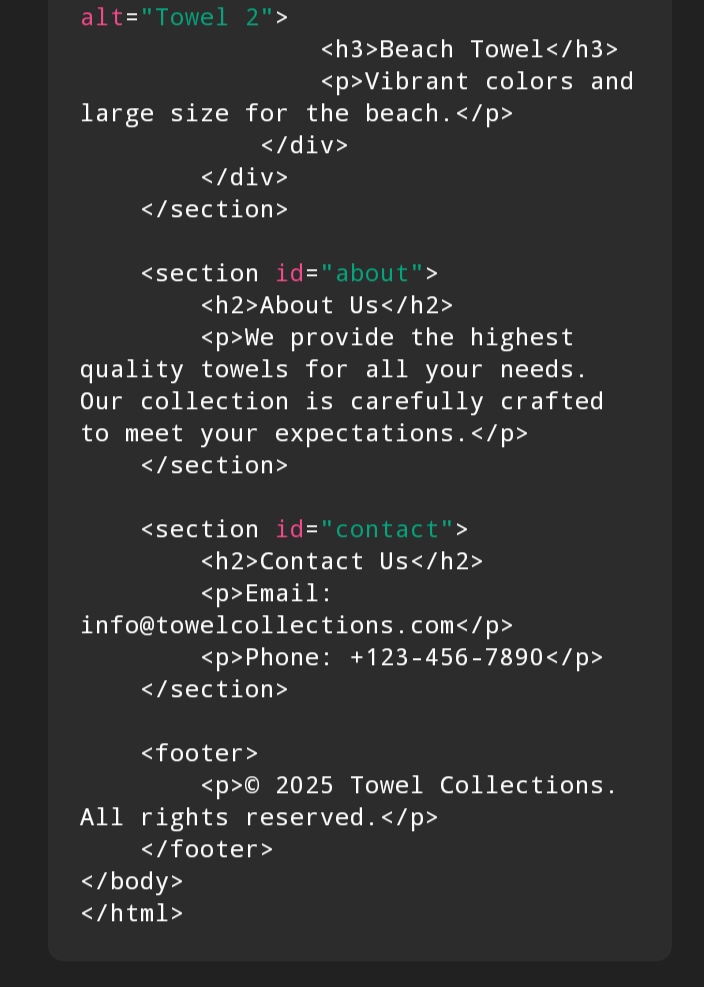 alt="Towel 2">
                <h3>Beach Towel</h3>
                <p>Vibrant colors and
large size for the beach.</p>
            </div>
        </div>
    </section>

    <section id="about">
        <h2>About Us</h2>
        <p>We provide the highest
quality towels for all your needs.
Our collection is carefully crafted
to meet your expectations.</p>
    </section>

    <section id="contact">
        <h2>Contact Us</h2>
        <p>Email:
info@towelcollections.com</p>
        <p>Phone: +123-456-7890</p>
    </section>

    <footer>
        <p>© 2025 Towel Collections.
All rights reserved.</p>
    </footer>
</body>
</html>